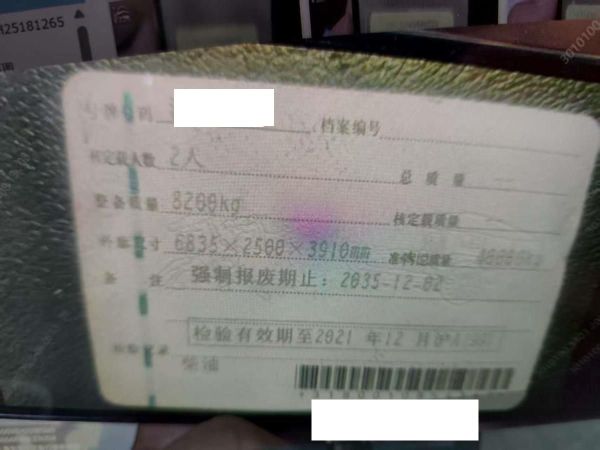 H25181265
3010100
号牌号码
档案编号
核定载人数 2人
总质量 --
整备质量 8200kg
核定载质量 --
外廓尺寸 6835×2500×3910mm 准牵引总质量
备注 强制报废期止：2035-12-02
检验有效期至2021 年12 月
柴油